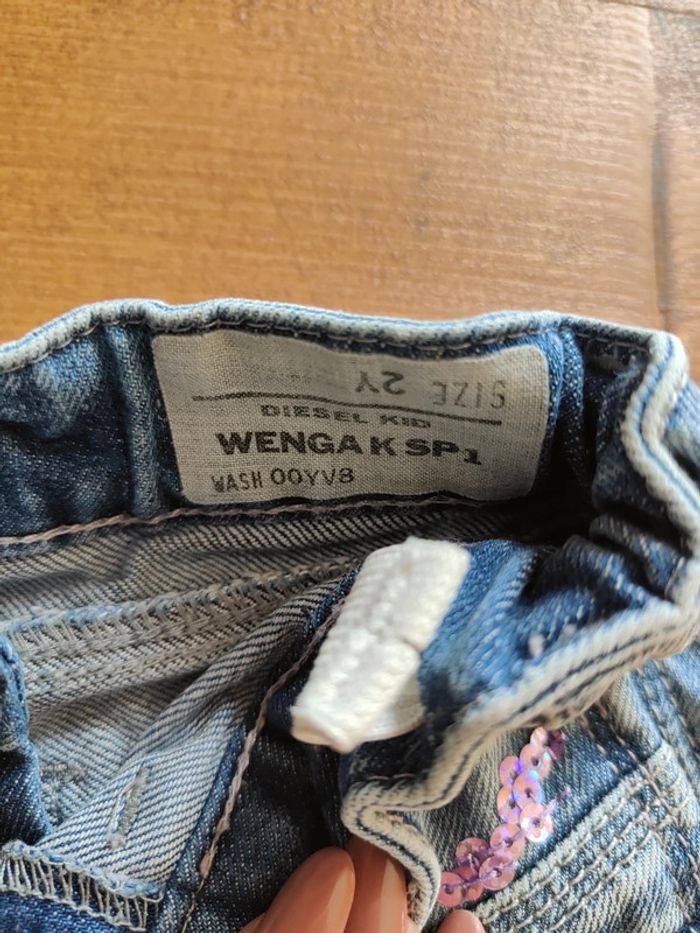 SIZE 2Y
DIESEL KID
WENGA K SP1
WASH 00YV8